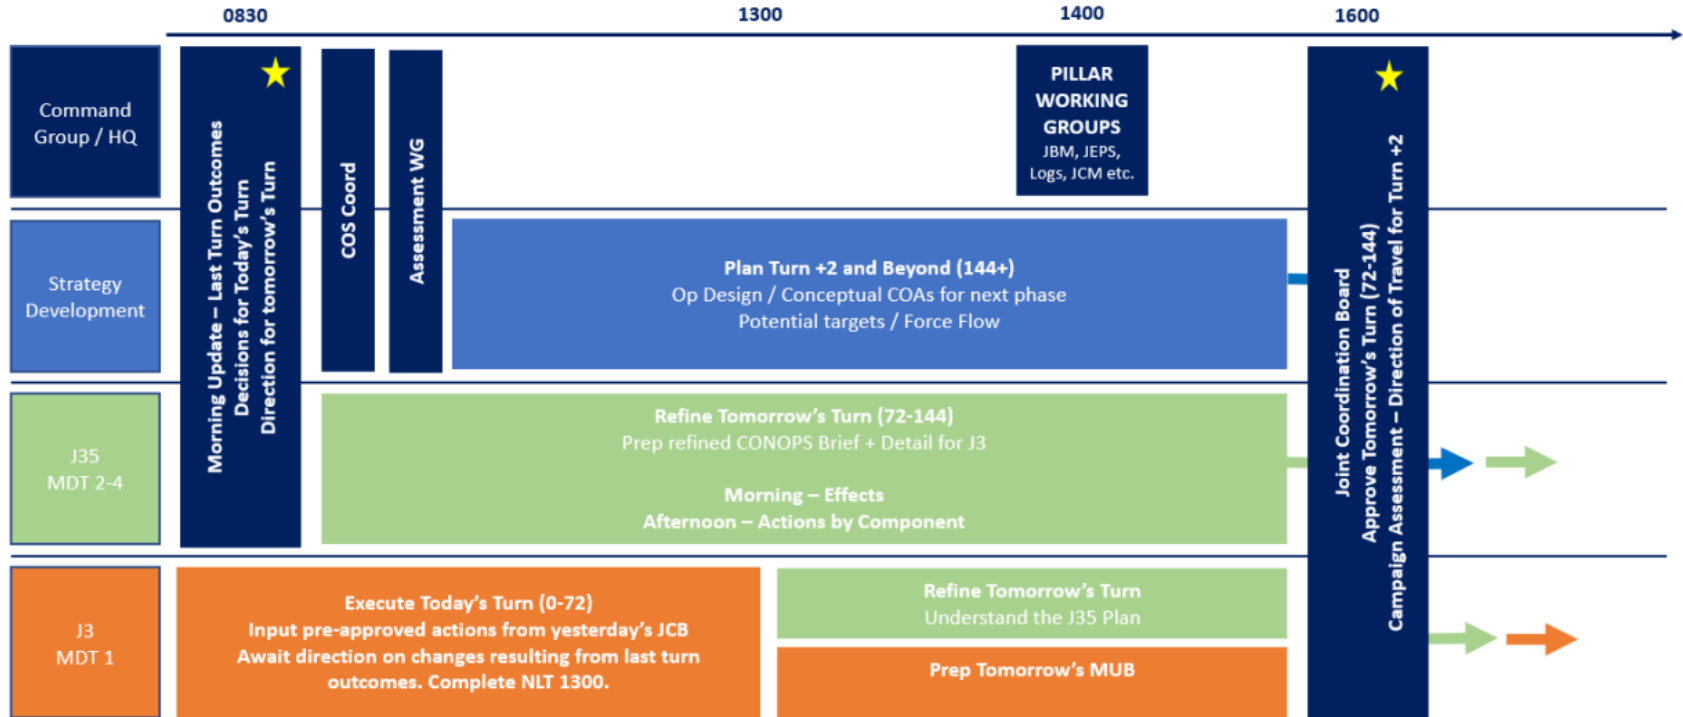 0830
1300
1400
1600
Command
Group / HQ
Morning Update – Last Turn Outcomes
Decisions for Today's Turn
Direction for tomorrow's Turn
COS Coord
Assessment WG
PILLAR
WORKING
GROUPS
JBM, JEPS,
Logs, JCM etc.
Joint Coordination Board
Approve Tomorrow's Turn (72-144)
Campaign Assessment – Direction of Travel for Turn +2
Strategy
Development
Plan Turn +2 and Beyond (144+)
Op Design / Conceptual COAs for next phase
Potential targets / Force Flow
J35
MDT 2-4
Refine Tomorrow's Turn (72-144)
Prep refined CONOPS Brief + Detail for J3
Morning – Effects
Afternoon – Actions by Component
J3
MDT 1
Execute Today's Turn (0-72)
Input pre-approved actions from yesterday's JCB
Await direction on changes resulting from last turn
outcomes. Complete NLT 1300.
Refine Tomorrow's Turn
Understand the J35 Plan
Prep Tomorrow's MUB